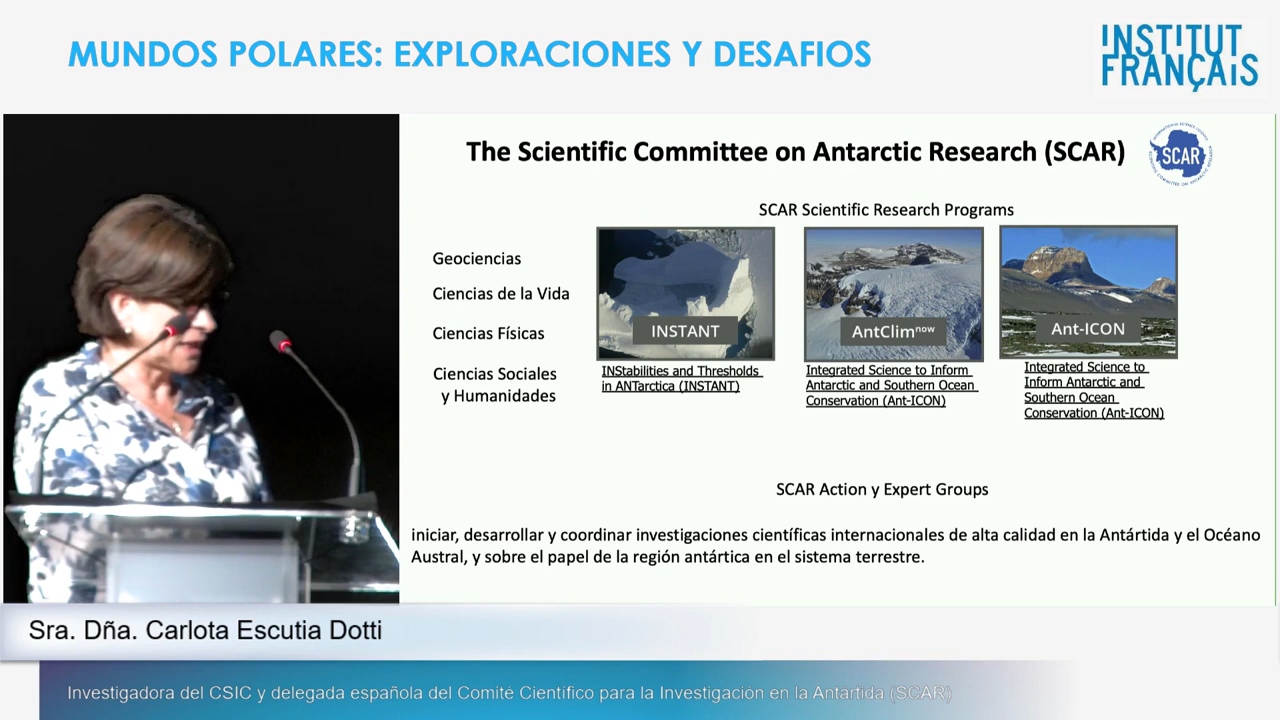 MUNDOS POLARES: EXPLORACIONES Y DESAFIOS
INSTITUT
FRANÇAIS
The Scientific Committee on Antarctic Research (SCAR)
SCAR
SCAR Scientific Research Programs
Geociencias
Ciencias de la Vida
Ciencias Físicas
Ciencias Sociales
y Humanidades
INSTANT
INStabilities and Thresholds
in ANTarctica (INSTANT)
AntClimnow
Integrated Science to Inform
Antarctic and Southern Ocean
Conservation (Ant-ICON)
Ant-ICON
Integrated Science to
Inform Antarctic and
Southern Ocean
Conservation (Ant-ICON)
SCAR Action y Expert Groups
iniciar, desarrollar y coordinar investigaciones científicas internacionales de alta calidad en la Antártida y el Océano
Austral, y sobre el papel de la región antártica en el sistema terrestre.
Sra. Dña. Carlota Escutia Dotti
Investigadora del CSIC y delegada española del Comité Científico para la Investigación en la Antártida (SCAR)